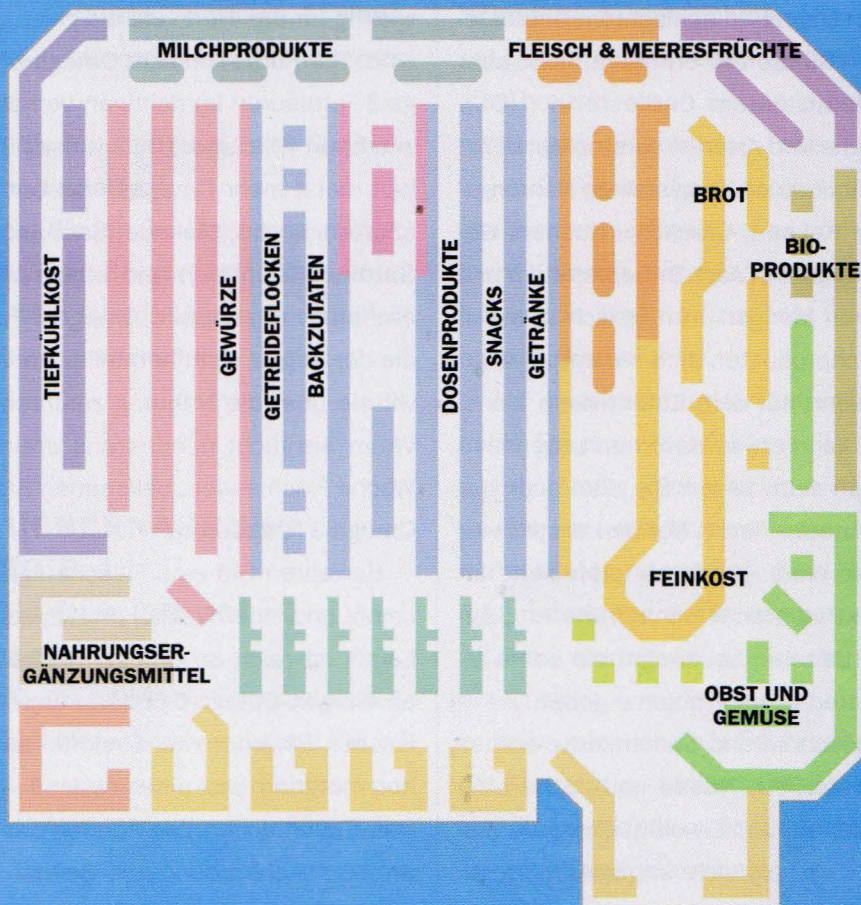 MILCHPRODUKTE
FLEISCH & MEERESFRÜCHTE
TIEFKÜHLKOST
GEWÜRZE
GETREIDEFLOCKEN
BACKZUTATEN
DOSENPRODUKTE
SNACKS
GETRÄNKE
BROT
BIO-
PRODUKTE
FEINKOST
NAHRUNGSER-
GÄNZUNGSMITTEL
OBST UND
GEMÜSE